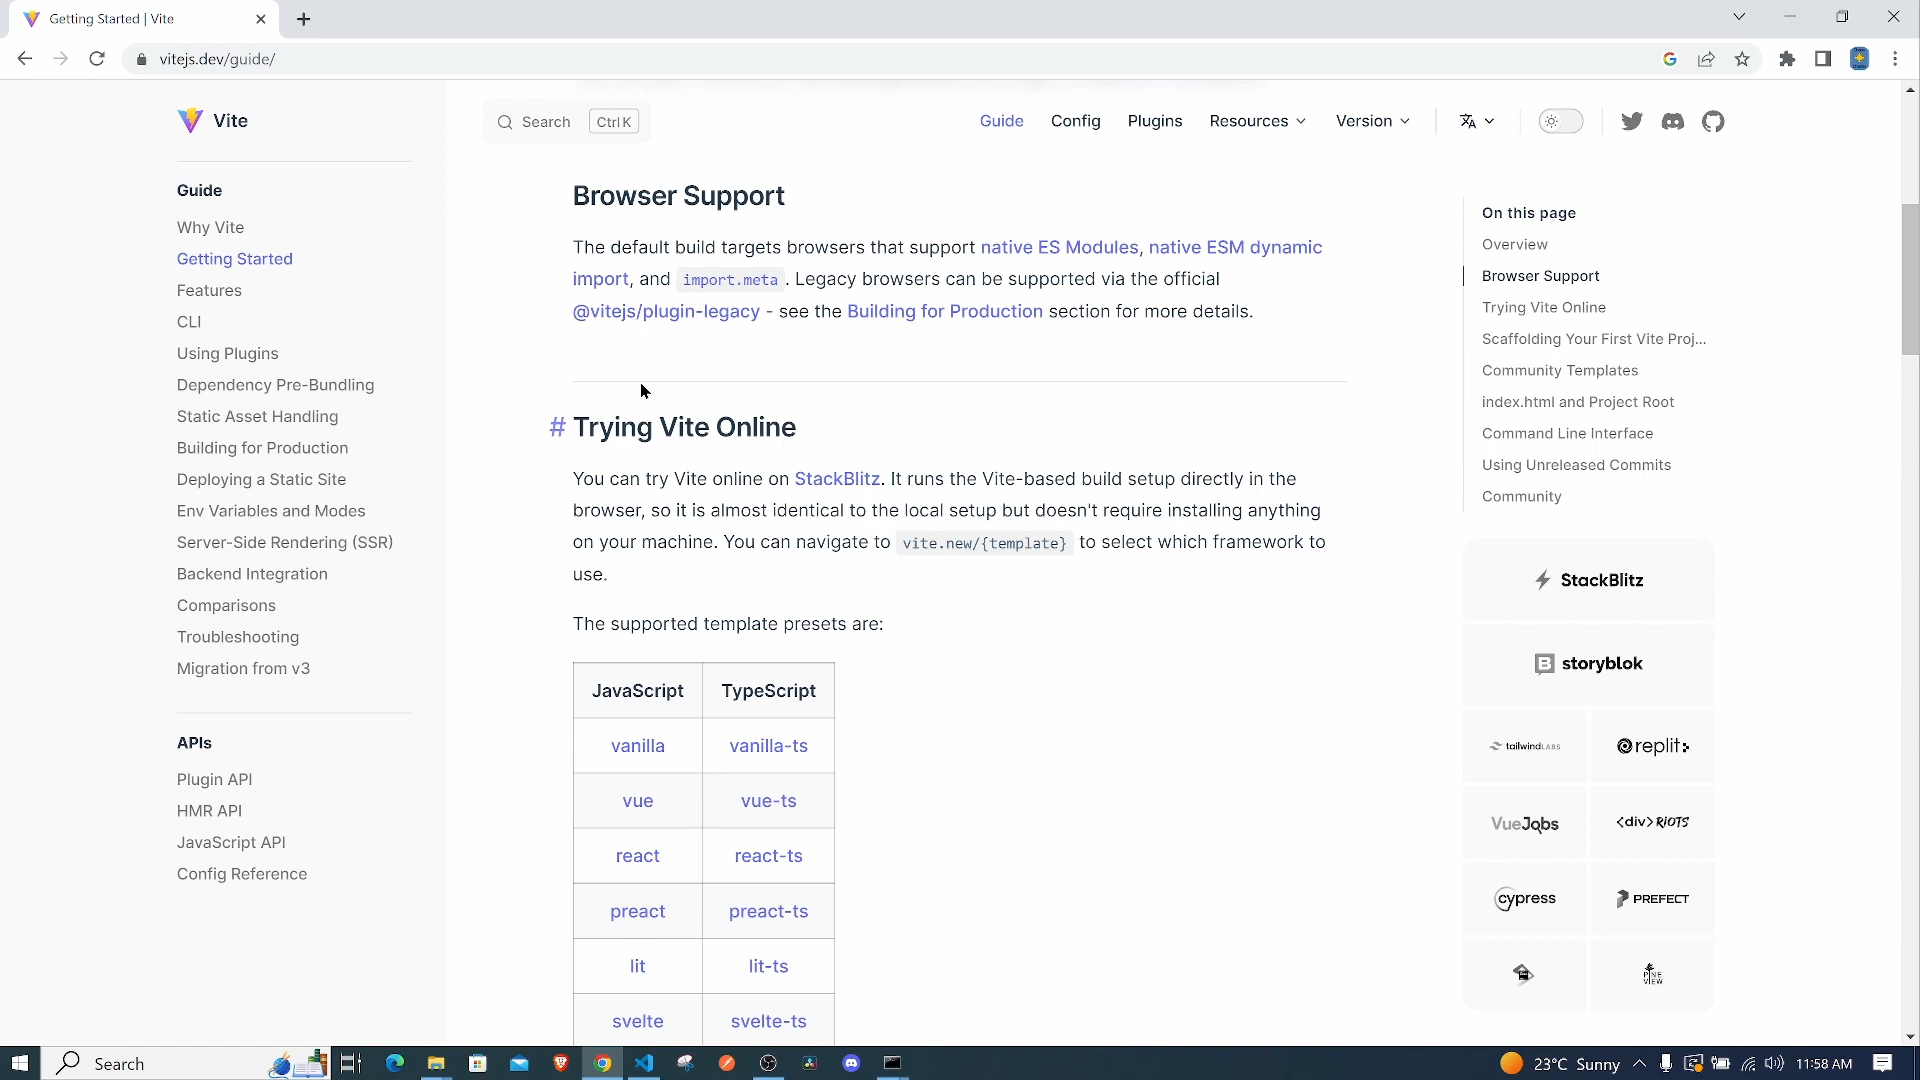 Getting Started | Vite
vitejs.dev/guide/
Vite
Search Ctrl K
Guide Config Plugins Resources Version
Guide
Why Vite
Getting Started
Features
CLI
Using Plugins
Dependency Pre-Bundling
Static Asset Handling
Building for Production
Deploying a Static Site
Env Variables and Modes
Server-Side Rendering (SSR)
Backend Integration
Comparisons
Troubleshooting
Migration from v3
APIs
Plugin API
HMR API
JavaScript API
Config Reference
Browser Support
The default build targets browsers that support native ES Modules, native ESM dynamic
import, and import.meta. Legacy browsers can be supported via the official
@vitejs/plugin-legacy - see the Building for Production section for more details.
# Trying Vite Online
You can try Vite online on StackBlitz. It runs the Vite-based build setup directly in the
browser, so it is almost identical to the local setup but doesn't require installing anything
on your machine. You can navigate to vite.new/{template} to select which framework to
use.
The supported template presets are:
JavaScript TypeScript
vanilla vanilla-ts
vue vue-ts
react react-ts
preact preact-ts
lit lit-ts
svelte svelte-ts
On this page
Overview
Browser Support
Trying Vite Online
Scaffolding Your First Vite Proj...
Community Templates
index.html and Project Root
Command Line Interface
Using Unreleased Commits
Community
StackBlitz
storyblok
tailwindLABS replit
VueJobs <div>RIOTS
cypress PREFECT
PINE
VIEW
Search
23°C Sunny 11:58 AM